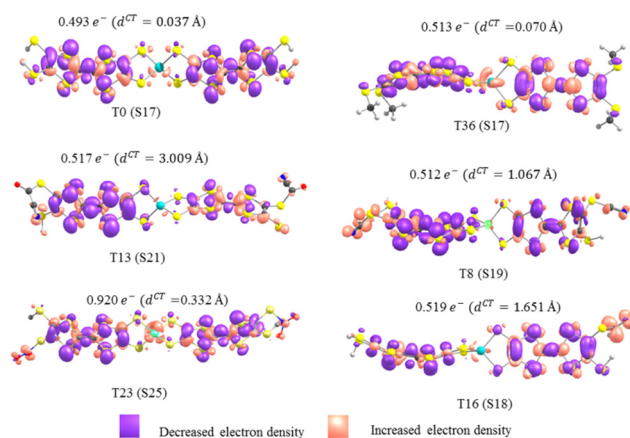 0.493 e⁻ (d^CT = 0.037 Å)
T0 (S17)
0.513 e⁻ (d^CT = 0.070 Å)
T36 (S17)
0.517 e⁻ (d^CT = 3.009 Å)
T13 (S21)
0.512 e⁻ (d^CT = 1.067 Å)
T8 (S19)
0.920 e⁻ (d^CT =0.332 Å)
T23 (S25)
0.519 e⁻ (d^CT = 1.651 Å)
T16 (S18)
Decreased electron density
Increased electron density